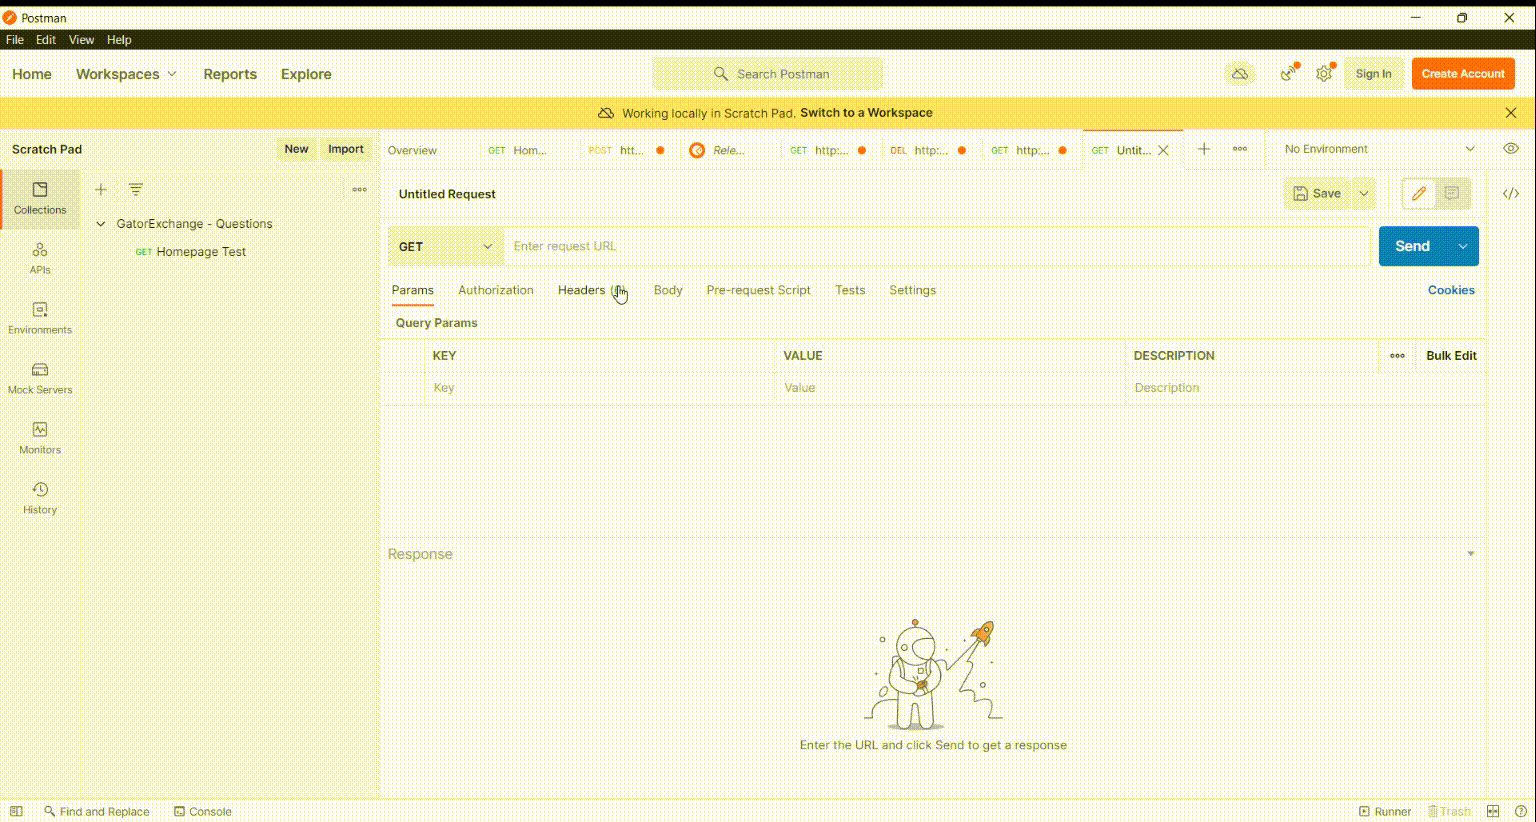 Postman
File Edit View Help
Home Workspaces Reports Explore Search Postman Sign In Create Account
Working locally in Scratch Pad. Switch to a Workspace
Scratch Pad New Import
Overview GET Hom... POST htt... Rele... GET http:... DEL http:... GET http:... GET Untit... No Environment
Collections
APIs
Environments
Mock Servers
Monitors
History
GatorExchange - Questions
GET Homepage Test
Untitled Request Save
GET Enter request URL Send
Params Authorization Headers Body Pre-request Script Tests Settings Cookies
Query Params
KEY VALUE DESCRIPTION Bulk Edit
Key Value Description
Response
Enter the URL and click Send to get a response
Find and Replace Console Runner Trash